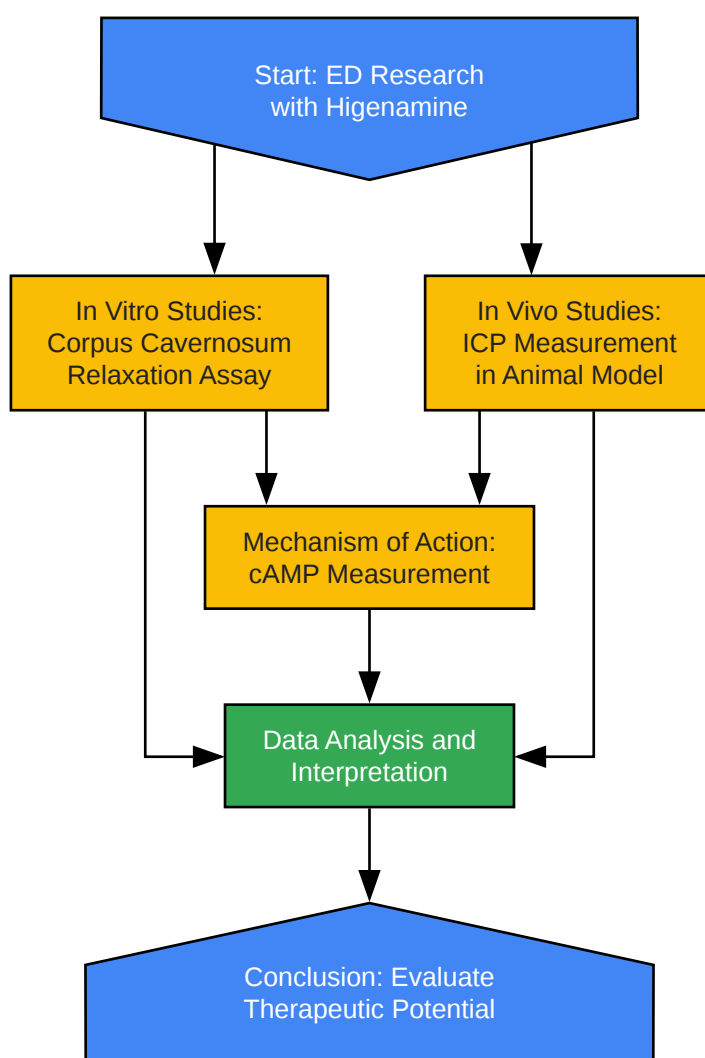 Start: ED Research
with Higenamine
In Vitro Studies:
Corpus Cavernosum
Relaxation Assay
In Vivo Studies:
ICP Measurement
in Animal Model
Mechanism of Action:
cAMP Measurement
Data Analysis and
Interpretation
Conclusion: Evaluate
Therapeutic Potential